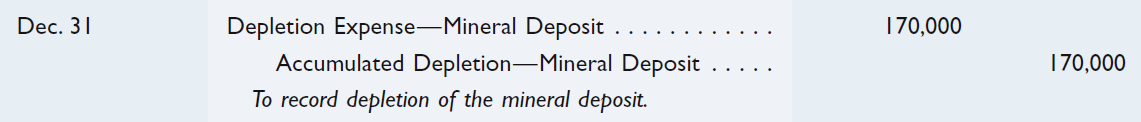 Dec. 31 Depletion Expense—Mineral Deposit . . . . . . . . . . . . 170,000
Accumulated Depletion—Mineral Deposit . . . . . 170,000
To record depletion of the mineral deposit.